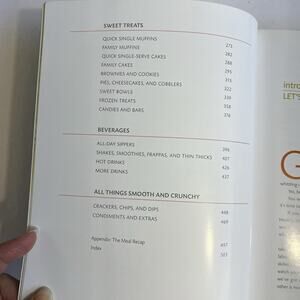 SWEET TREATS
QUICK SINGLE MUFFINS 275
FAMILY MUFFINS 282
QUICK SINGLE-SERVE CAKES 288
FAMILY CAKES 295
BROWNIES AND COOKIES 315
PIES, CHEESECAKES, AND COBBLERS 322
SWEET BOWLS 339
FROZEN TREATS 358
CANDIES AND BARS 376
BEVERAGES
ALL-DAY SIPPERS 396
SHAKES, SMOOTHIES, FRAPPAS, AND THIN THICKS 407
HOT DRINKS 426
MORE DRINKS 437
ALL THINGS SMOOTH AND CRUNCHY
CRACKERS, CHIPS, AND DIPS 448
CONDIMENTS AND EXTRAS 469
Appendix: The Meal Recap 497
Index 503
intro
LET'S
G
whittling